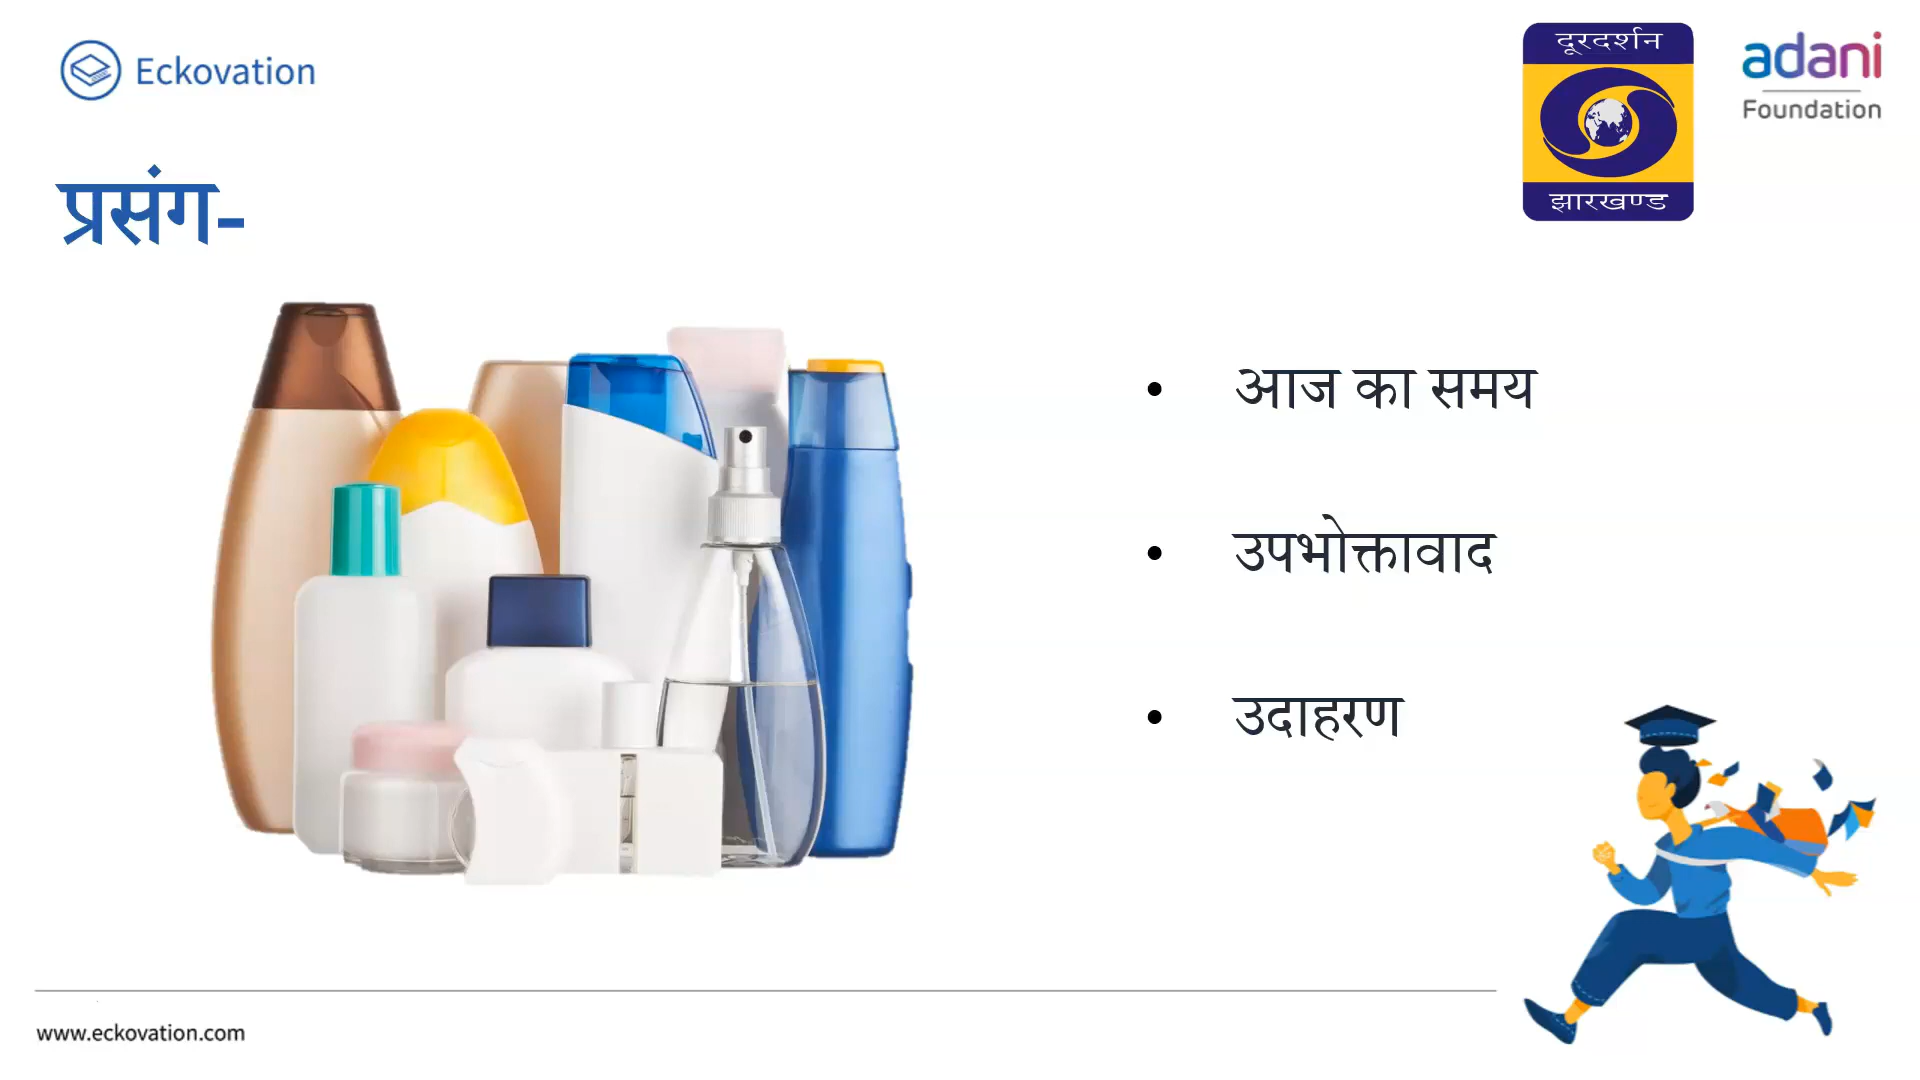 Eckovation
दूरदर्शन
झारखण्ड
adani
Foundation
प्रसंग-
• आज का समय
• उपभोक्तावाद
• उदाहरण
www.eckovation.com